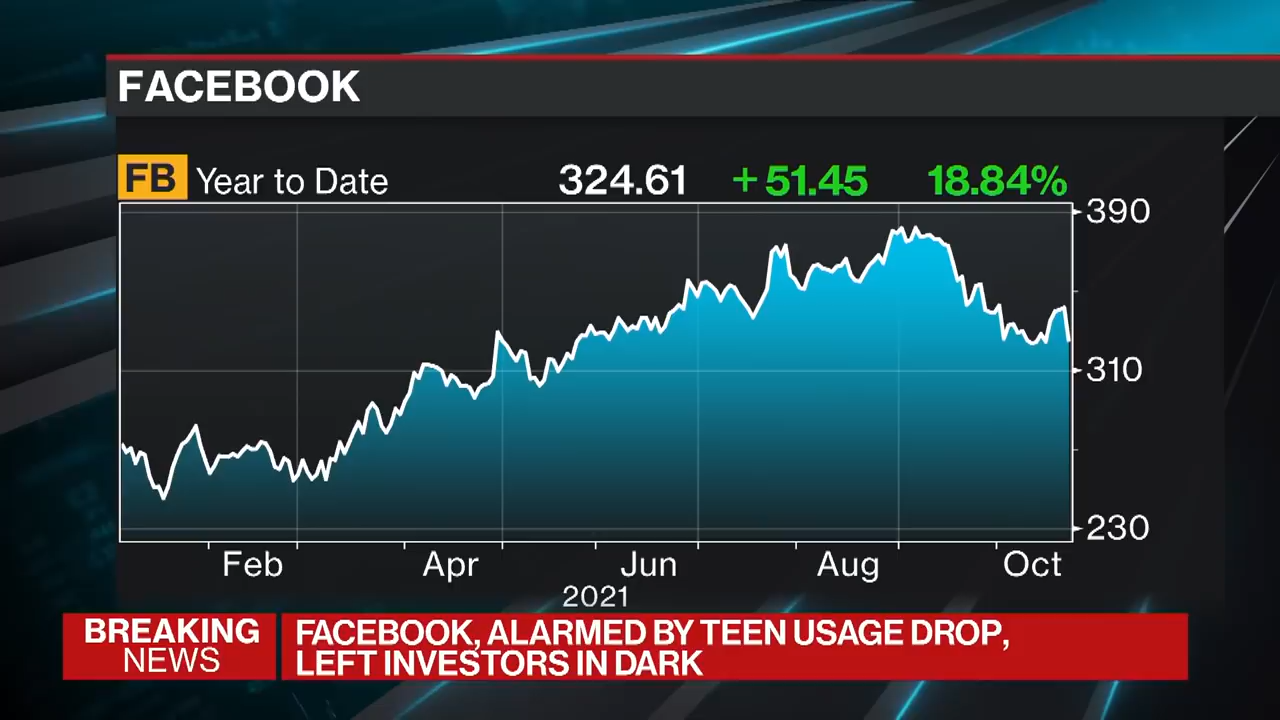 FACEBOOK
FB Year to Date 324.61 +51.45 18.84%
390
310
230
Feb Apr Jun Aug Oct
2021
BREAKING NEWS
FACEBOOK, ALARMED BY TEEN USAGE DROP,
LEFT INVESTORS IN DARK